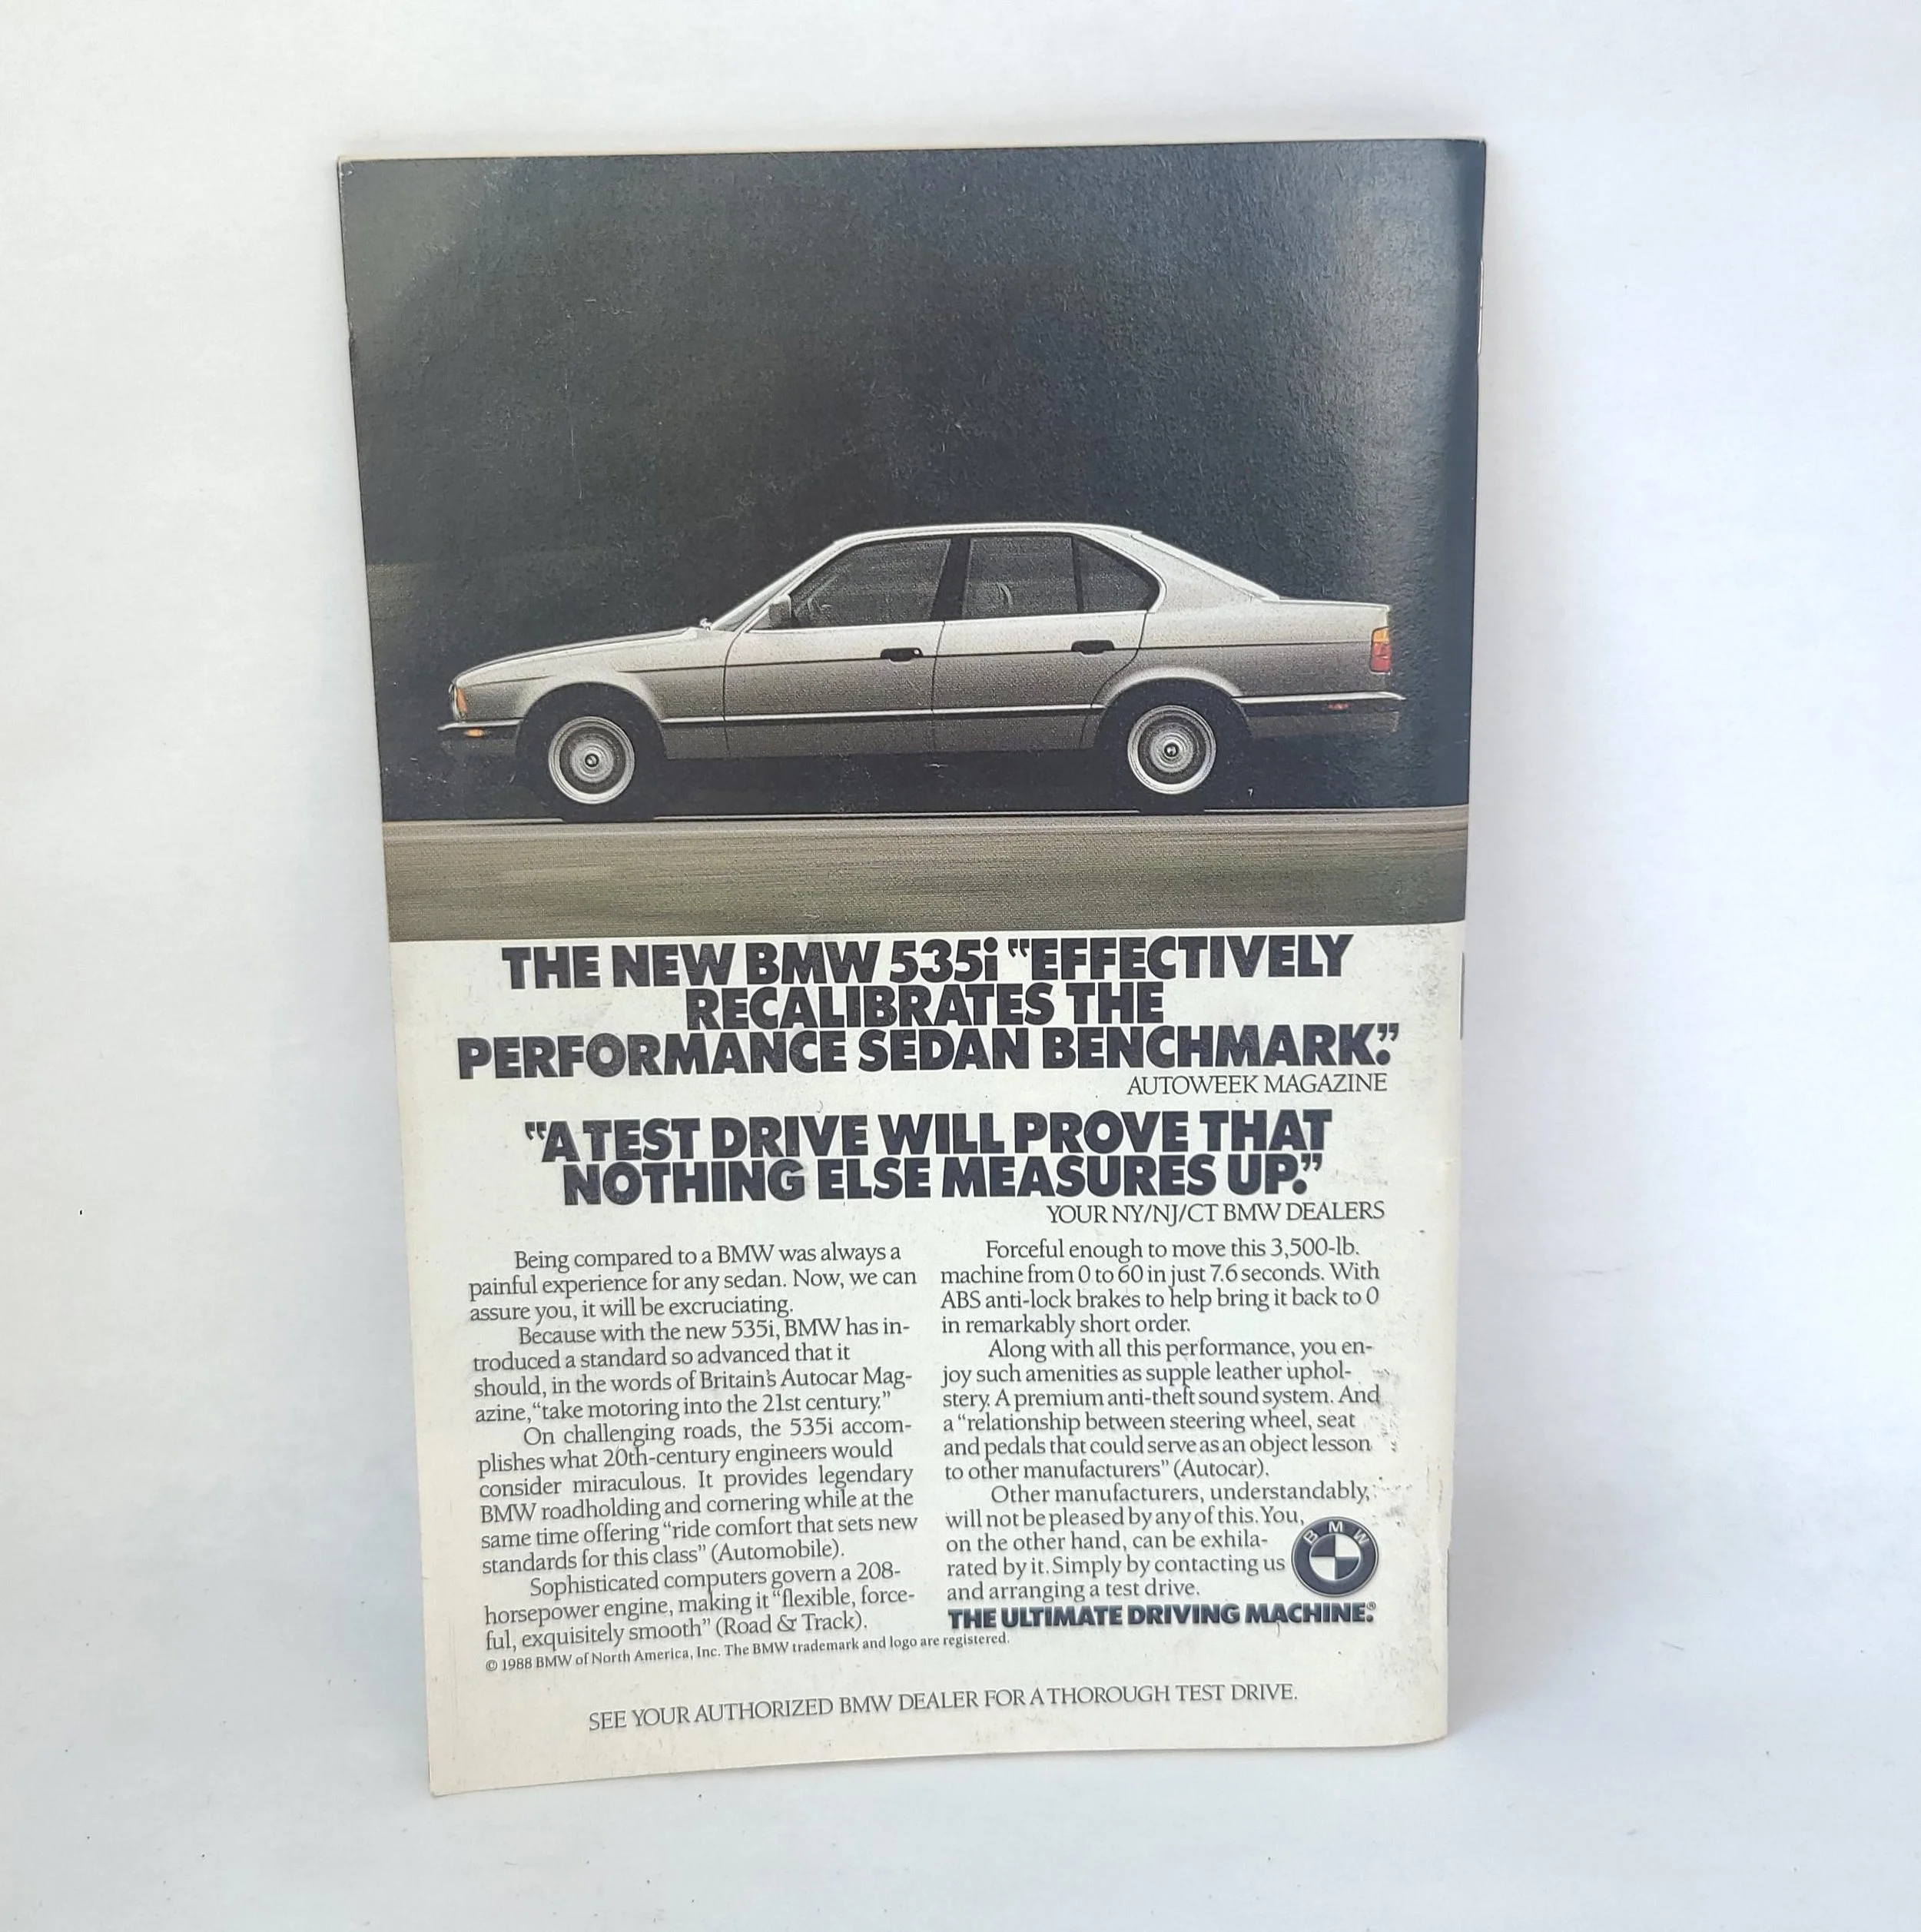 THE NEW BMW 535i “EFFECTIVELY
RECALIBRATES THE
PERFORMANCE SEDAN BENCHMARK.”
AUTOWEEK MAGAZINE
“A TEST DRIVE WILL PROVE THAT
NOTHING ELSE MEASURES UP.”
YOUR NY/NJ/CT BMW DEALERS
Being compared to a BMW was always a
painful experience for any sedan. Now, we can
assure you, it will be excruciating.
Because with the new 535i, BMW has in-
troduced a standard so advanced that it
should, in the words of Britain’s Autocar Mag-
azine, “take motoring into the 21st century.”
On challenging roads, the 535i accom-
plishes what 20th-century engineers would
consider miraculous. It provides legendary
BMW roadholding and cornering while at the
same time offering “ride comfort that sets new
standards for this class” (Automobile).
Sophisticated computers govern a 208-
horsepower engine, making it “flexible, force-
ful, exquisitely smooth” (Road & Track).
Forceful enough to move this 3,500-lb.
machine from 0 to 60 in just 7.6 seconds. With
ABS anti-lock brakes to help bring it back to 0
in remarkably short order.
Along with all this performance, you en-
joy such amenities as supple leather uphol-
stery. A premium anti-theft sound system. And
a “relationship between steering wheel, seat
and pedals that could serve as an object lesson
to other manufacturers” (Autocar).
Other manufacturers, understandably,
will not be pleased by any of this. You,
on the other hand, can be exhila-
rated by it. Simply by contacting us
and arranging a test drive.
BMW
THE ULTIMATE DRIVING MACHINE.®
© 1988 BMW of North America, Inc. The BMW trademark and logo are registered.
SEE YOUR AUTHORIZED BMW DEALER FOR A THOROUGH TEST DRIVE.